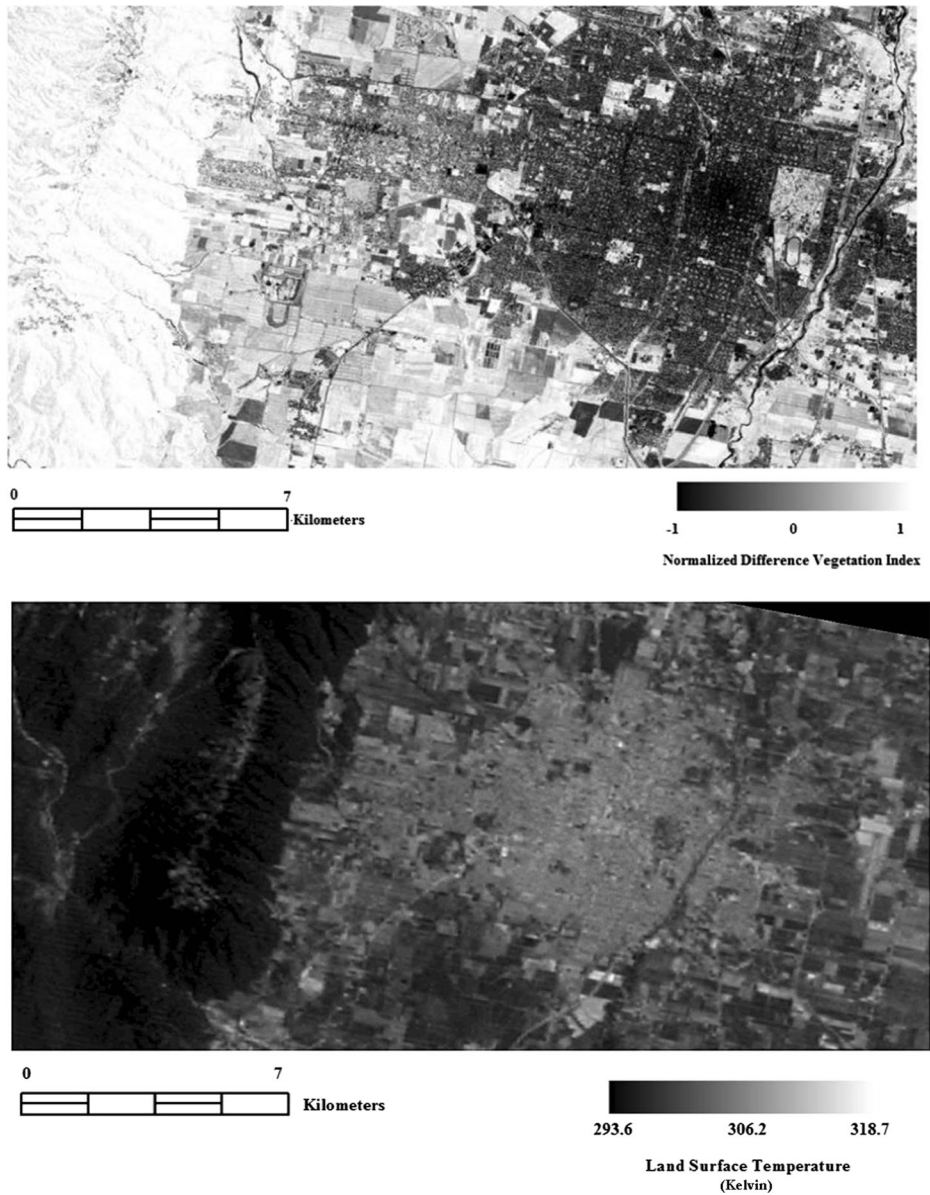 0 7
Kilometers
-1 0 1
Normalized Difference Vegetation Index
0 7
Kilometers
293.6 306.2 318.7
Land Surface Temperature
(Kelvin)